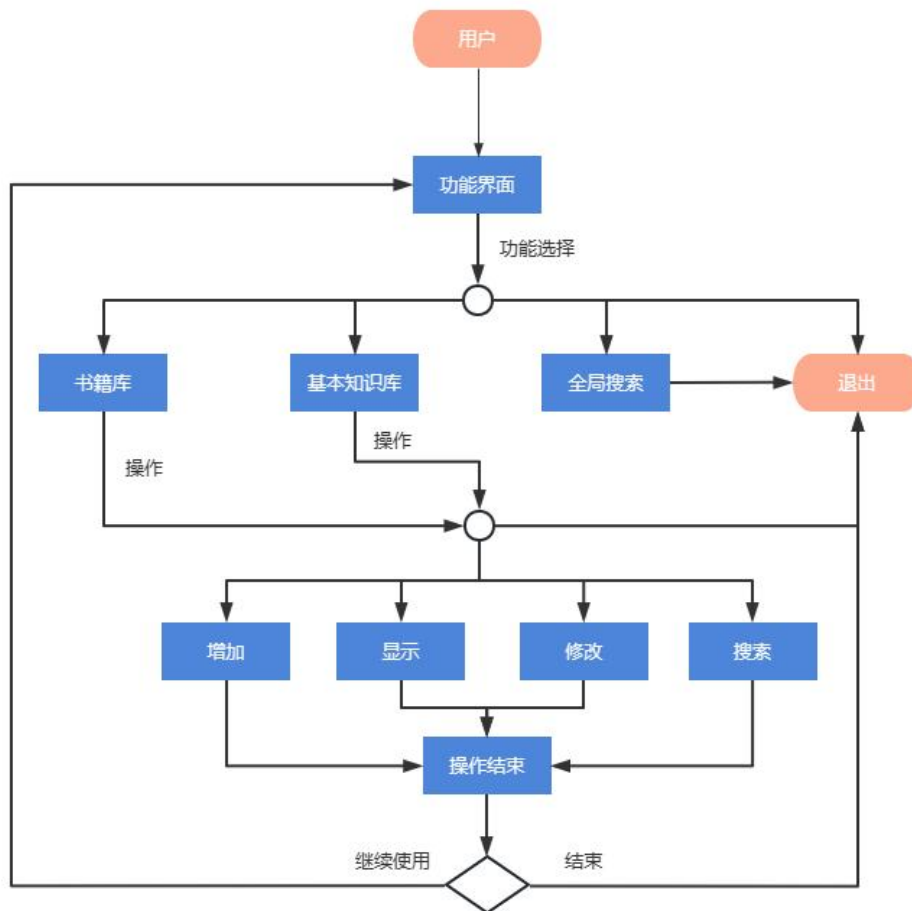 用户
功能界面
功能选择
书籍库
基本知识库
全局搜索
退出
操作
操作
增加
显示
修改
搜索
操作结束
继续使用
结束